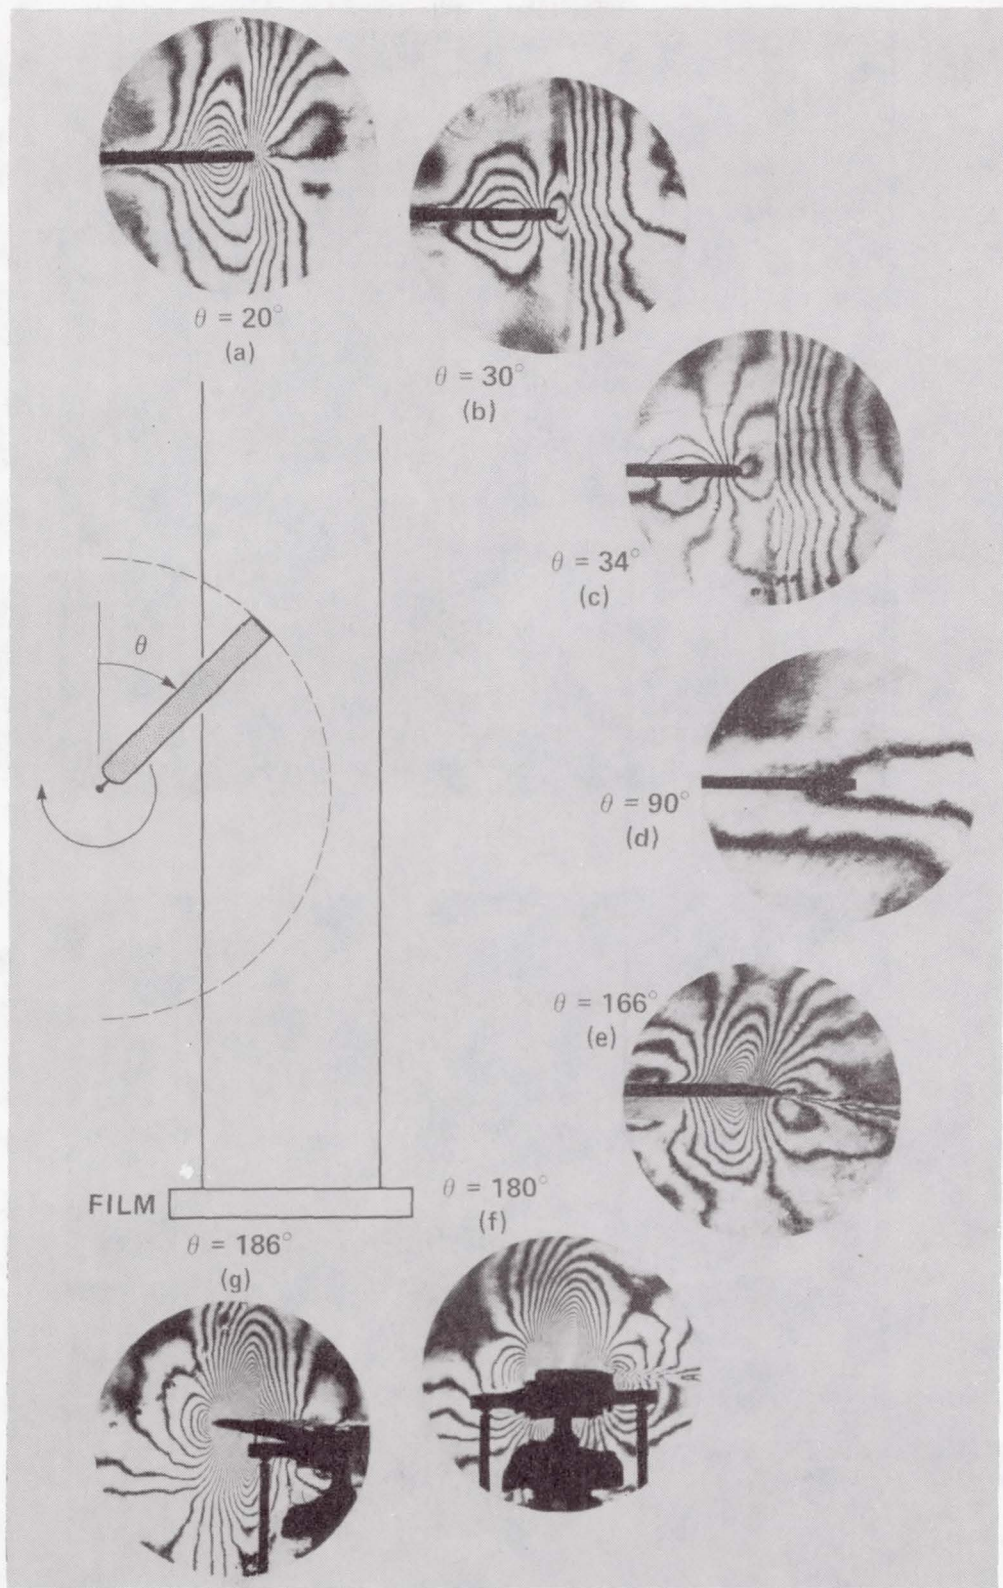 θ = 20°
(a)
θ = 30°
(b)
θ = 34°
(c)
θ
θ = 90°
(d)
θ = 166°
(e)
θ = 180°
(f)
FILM
θ = 186°
(g)